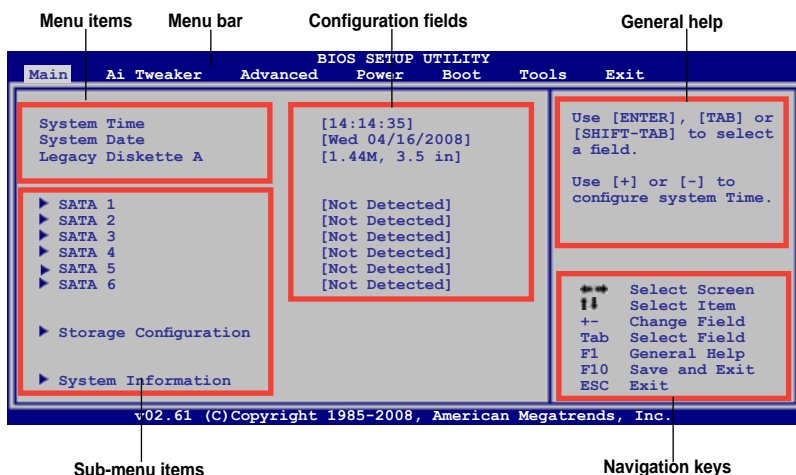 Menu items Menu bar Configuration fields General help
BIOS SETUP UTILITY
Main Ai Tweaker Advanced Power Boot Tools Exit
System Time [14:14:35]
System Date [Wed 04/16/2008]
Legacy Diskette A [1.44M, 3.5 in]
SATA 1 [Not Detected]
SATA 2 [Not Detected]
SATA 3 [Not Detected]
SATA 4 [Not Detected]
SATA 5 [Not Detected]
SATA 6 [Not Detected]
Storage Configuration
System Information
Use [ENTER], [TAB] or
[SHIFT-TAB] to select
a field.
Use [+] or [-] to
configure system Time.
←→ Select Screen
↑↓ Select Item
+- Change Field
Tab Select Field
F1 General Help
F10 Save and Exit
ESC Exit
v02.61 (C)Copyright 1985-2008, American Megatrends, Inc.
Sub-menu items Navigation keys